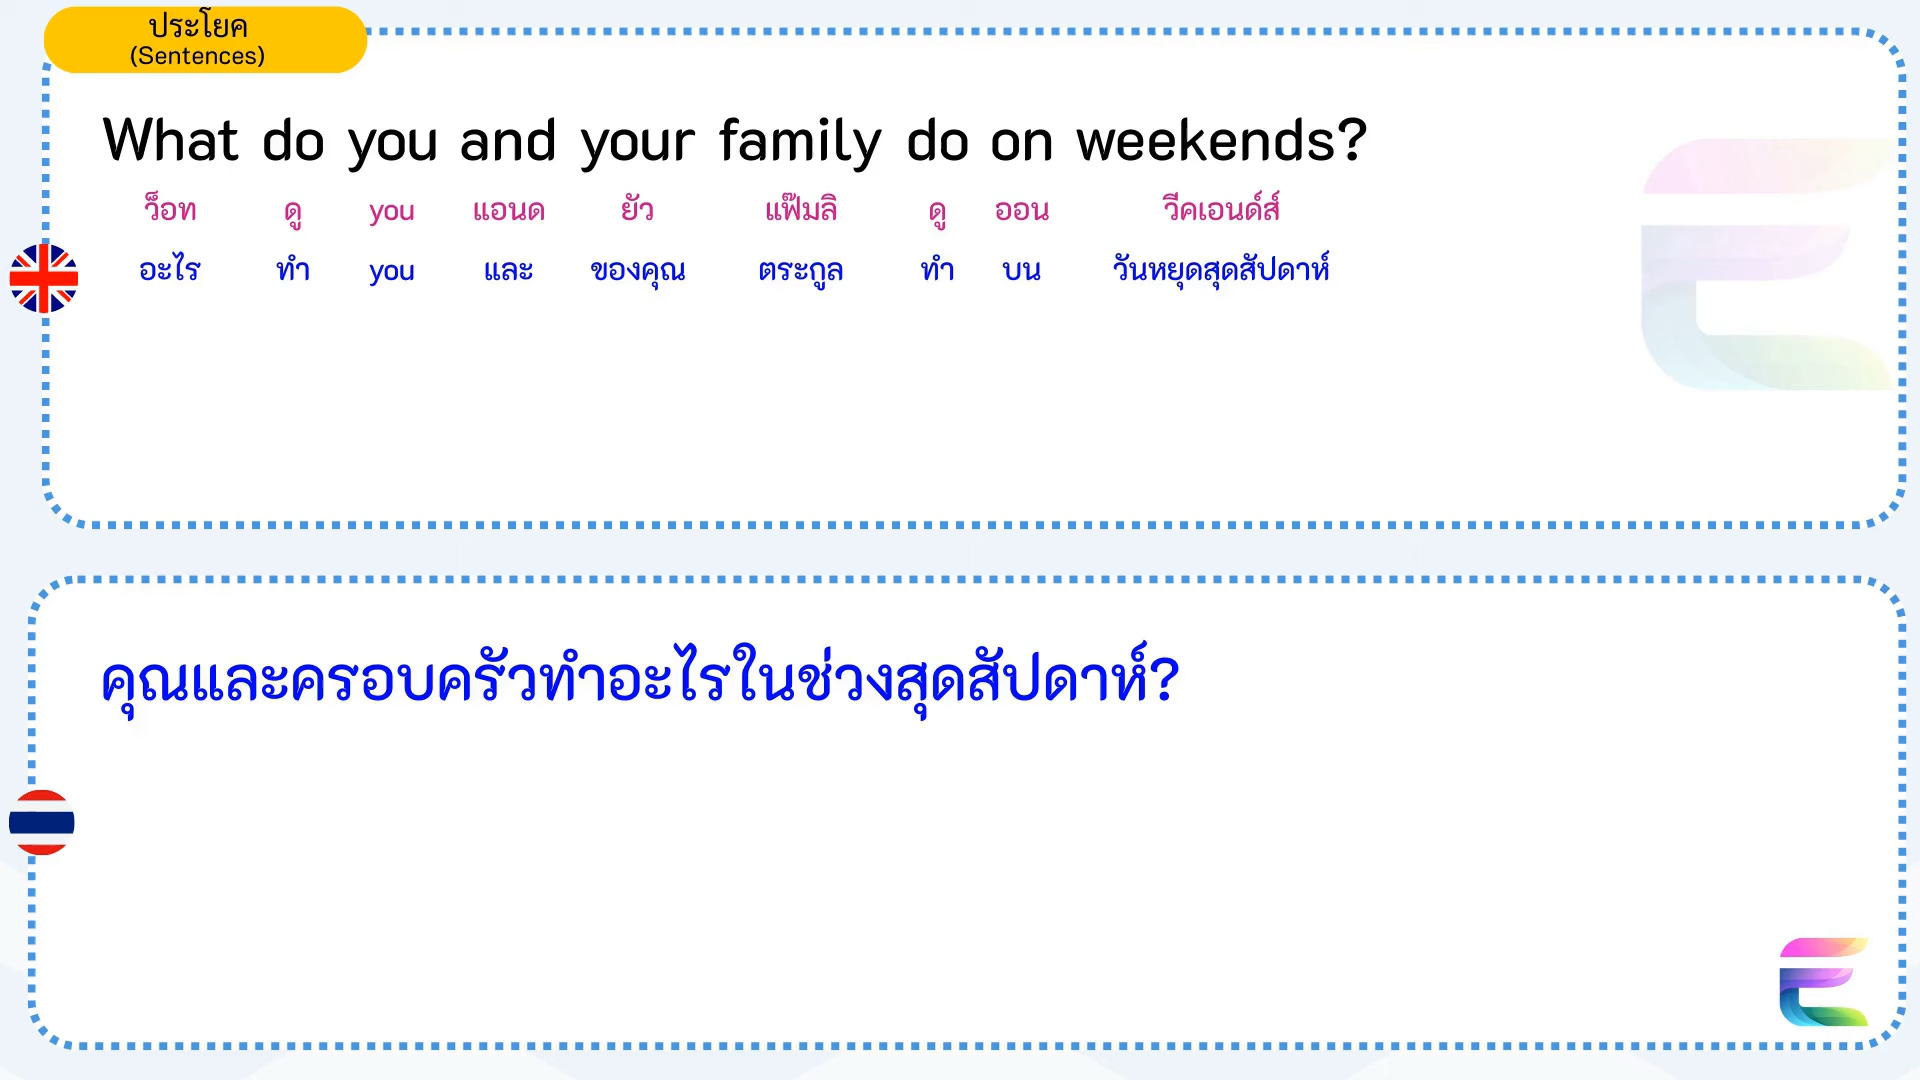 ประโยค
(Sentences)
What do you and your family do on weekends?
ว็อท ดู you แอนด ยัว แฟ๊มลิ ดู ออน วีคเอนด์ส์
อะไร ทำ you และ ของคุณ ตระกูล ทำ บน วันหยุดสุดสัปดาห์
คุณและครอบครัวทำอะไรในช่วงสุดสัปดาห์?